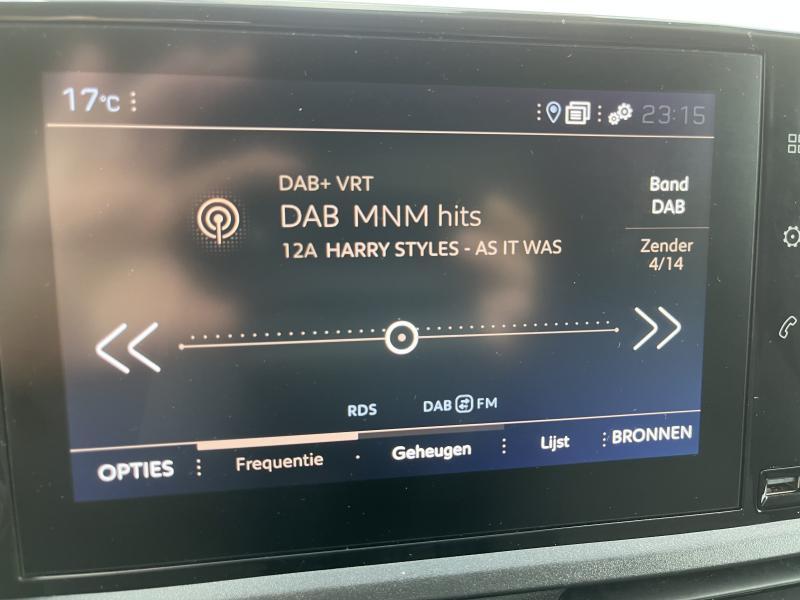 17°C
23:15
DAB+ VRT
DAB MNM hits
12A HARRY STYLES - AS IT WAS
Band
DAB
Zender
4/14
RDS
DAB FM
OPTIES
Frequentie
Geheugen
Lijst
BRONNEN